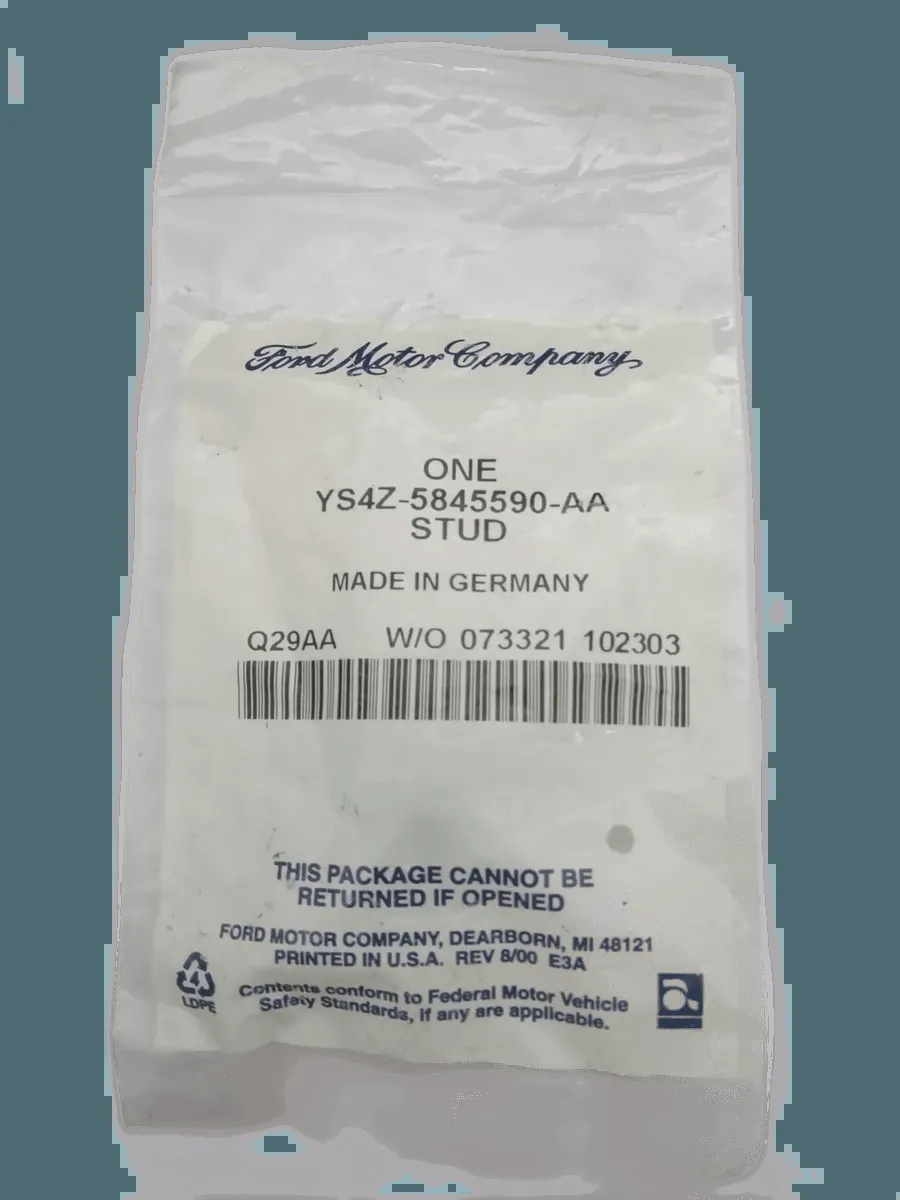 Ford Motor Company
ONE
YS4Z-5845590-AA
STUD
MADE IN GERMANY
Q29AA W/O 073321 102303
THIS PACKAGE CANNOT BE
RETURNED IF OPENED
FORD MOTOR COMPANY, DEARBORN, MI 48121
PRINTED IN U.S.A. REV 8/00 E3A
4
LDPE
Contents conform to Federal Motor Vehicle
Safety Standards, if any are applicable.